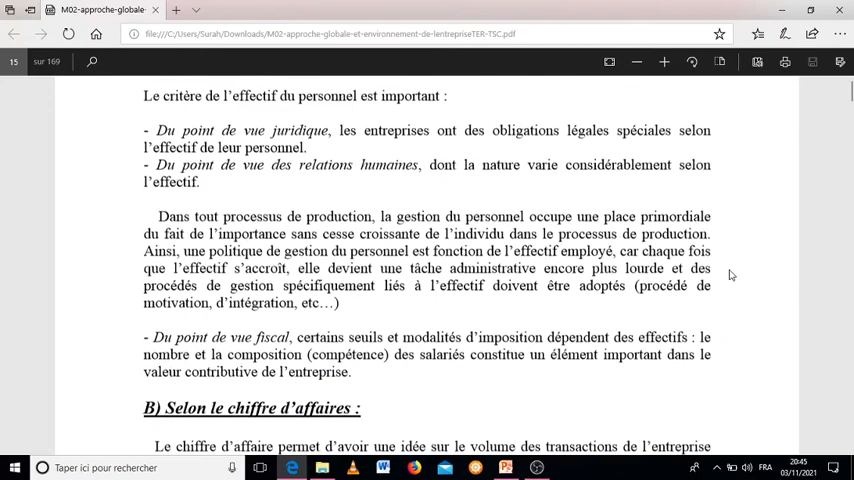 M02-approche-globale-
file:///C:/Users/Surah/Downloads/M02-approche-globale-et-environnement-de-lentrepriseTER-TSC.pdf
15 sur 169
Le critère de l'effectif du personnel est important :
- Du point de vue juridique, les entreprises ont des obligations légales spéciales selon
l'effectif de leur personnel.
- Du point de vue des relations humaines, dont la nature varie considérablement selon
l'effectif.
Dans tout processus de production, la gestion du personnel occupe une place primordiale
du fait de l'importance sans cesse croissante de l'individu dans le processus de production.
Ainsi, une politique de gestion du personnel est fonction de l'effectif employé, car chaque fois
que l'effectif s'accroît, elle devient une tâche administrative encore plus lourde et des
procédés de gestion spécifiquement liés à l'effectif doivent être adoptés (procédé de
motivation, d'intégration, etc…)
- Du point de vue fiscal, certains seuils et modalités d'imposition dépendent des effectifs : le
nombre et la composition (compétence) des salariés constitue un élément important dans le
valeur contributive de l'entreprise.
B) Selon le chiffre d'affaires :
Le chiffre d'affaire permet d'avoir une idée sur le volume des transactions de l'entreprise
Taper ici pour rechercher
FRA
20:45
03/11/2021